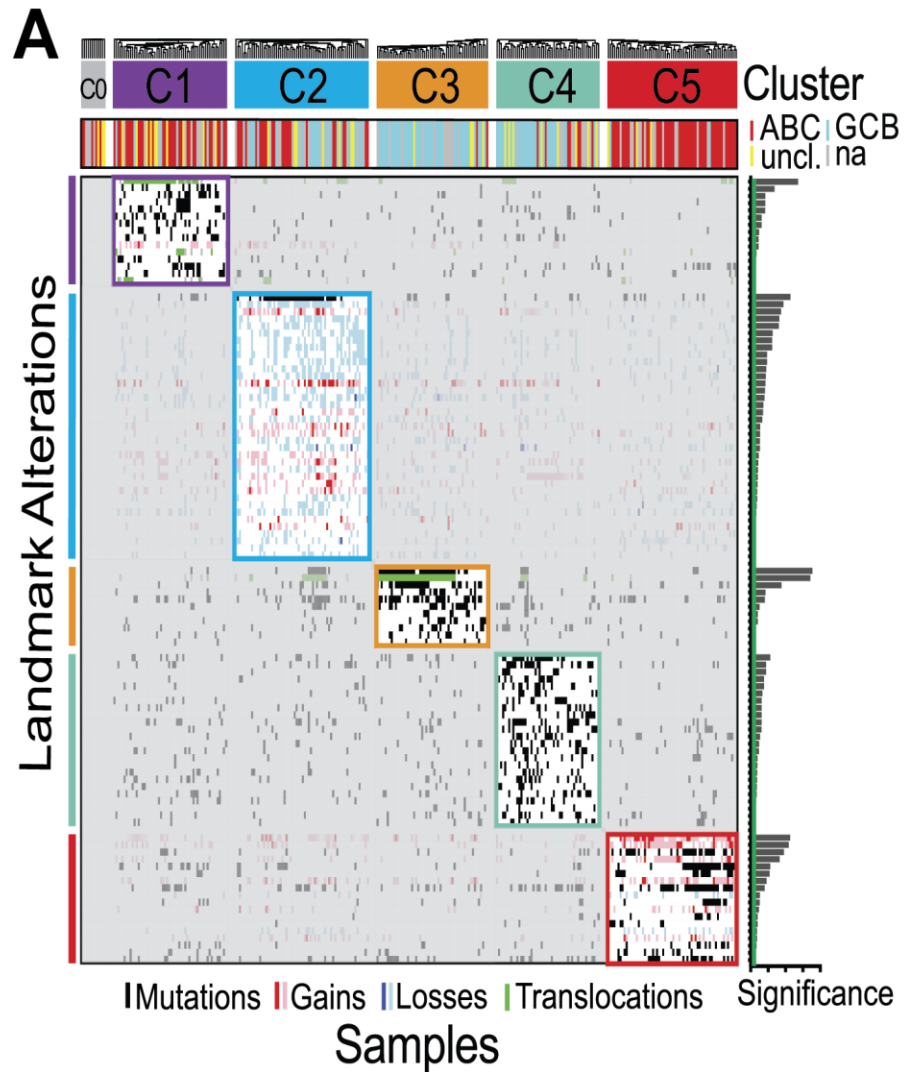 A
C0 C1 C2 C3 C4 C5 Cluster
ABC GCB
uncl. na
Landmark Alterations
Mutations Gains Losses Translocations Significance
Samples